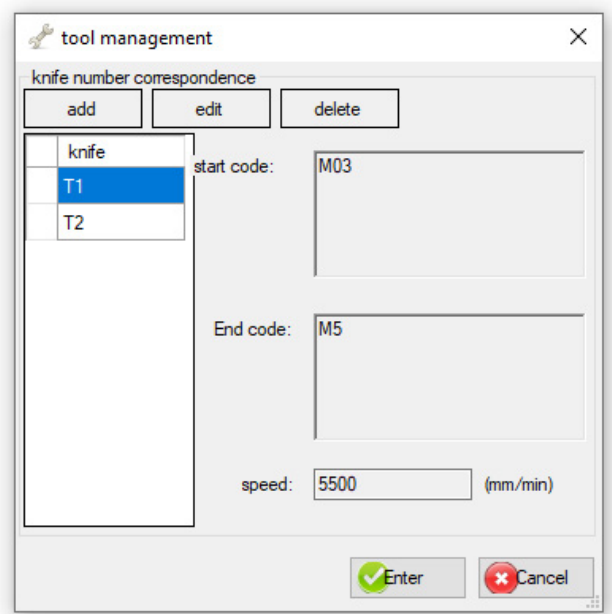 tool management
knife number correspondence
add edit delete
knife
T1
T2
start code: M03
End code: M5
speed: 5500 (mm/min)
Enter Cancel